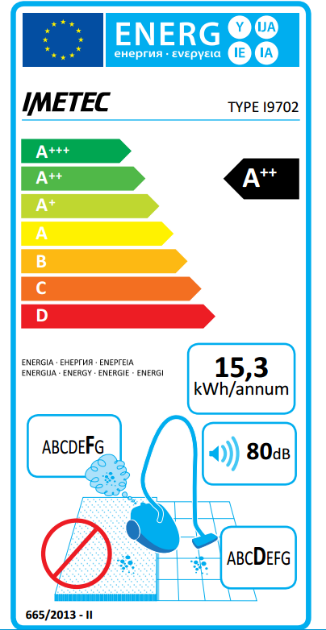 ENERG Y IJA
енергия · ενεργεια IE IA
IMETEC TYPE I9702
A+++
A++ A++
A+
A
B
C
D
ENERGIA · ЕНЕРГИЯ · ΕΝΕΡΓΕΙΑ
ENERGIJA · ENERGY · ENERGIE · ENERGI
15,3
kWh/annum
ABCDEFG
80dB
ABCDEFG
665/2013 - II